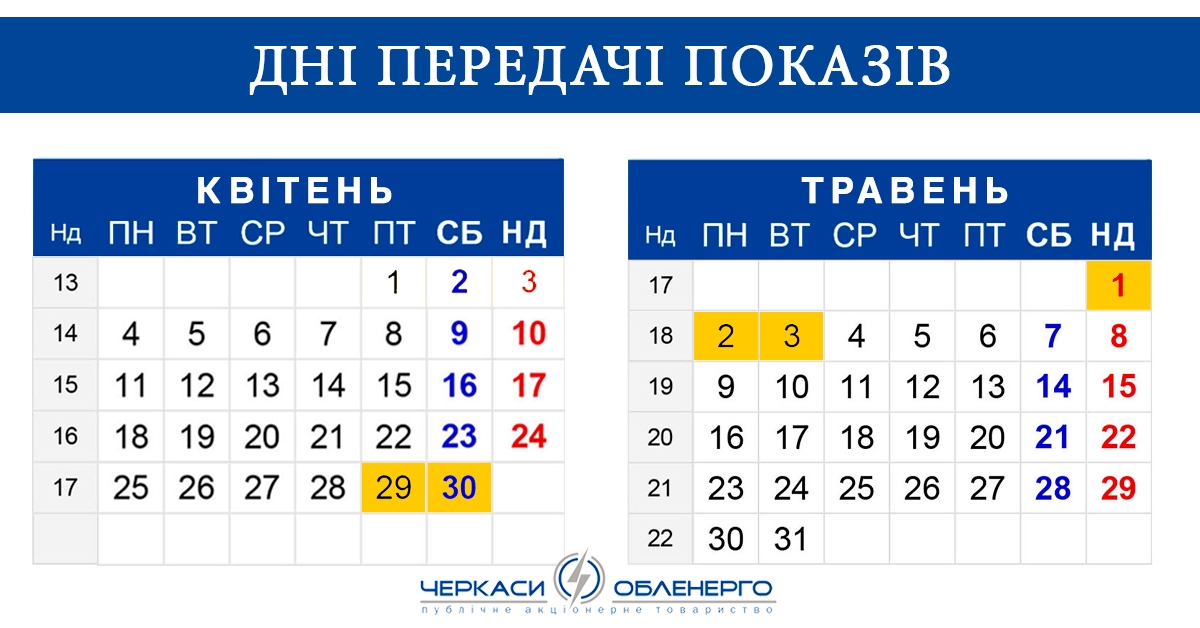 ДНІ ПЕРЕДАЧІ ПОКАЗІВ
КВІТЕНЬ
Нд ПН ВТ СР ЧТ ПТ СБ НД
13 1 2 3
14 4 5 6 7 8 9 10
15 11 12 13 14 15 16 17
16 18 19 20 21 22 23 24
17 25 26 27 28 29 30
ТРАВЕНЬ
Нд ПН ВТ СР ЧТ ПТ СБ НД
17 1
18 2 3 4 5 6 7 8
19 9 10 11 12 13 14 15
20 16 17 18 19 20 21 22
21 23 24 25 26 27 28 29
22 30 31
ЧЕРКАСИ ОБЛЕНЕРГО
публічне акціонерне товариство